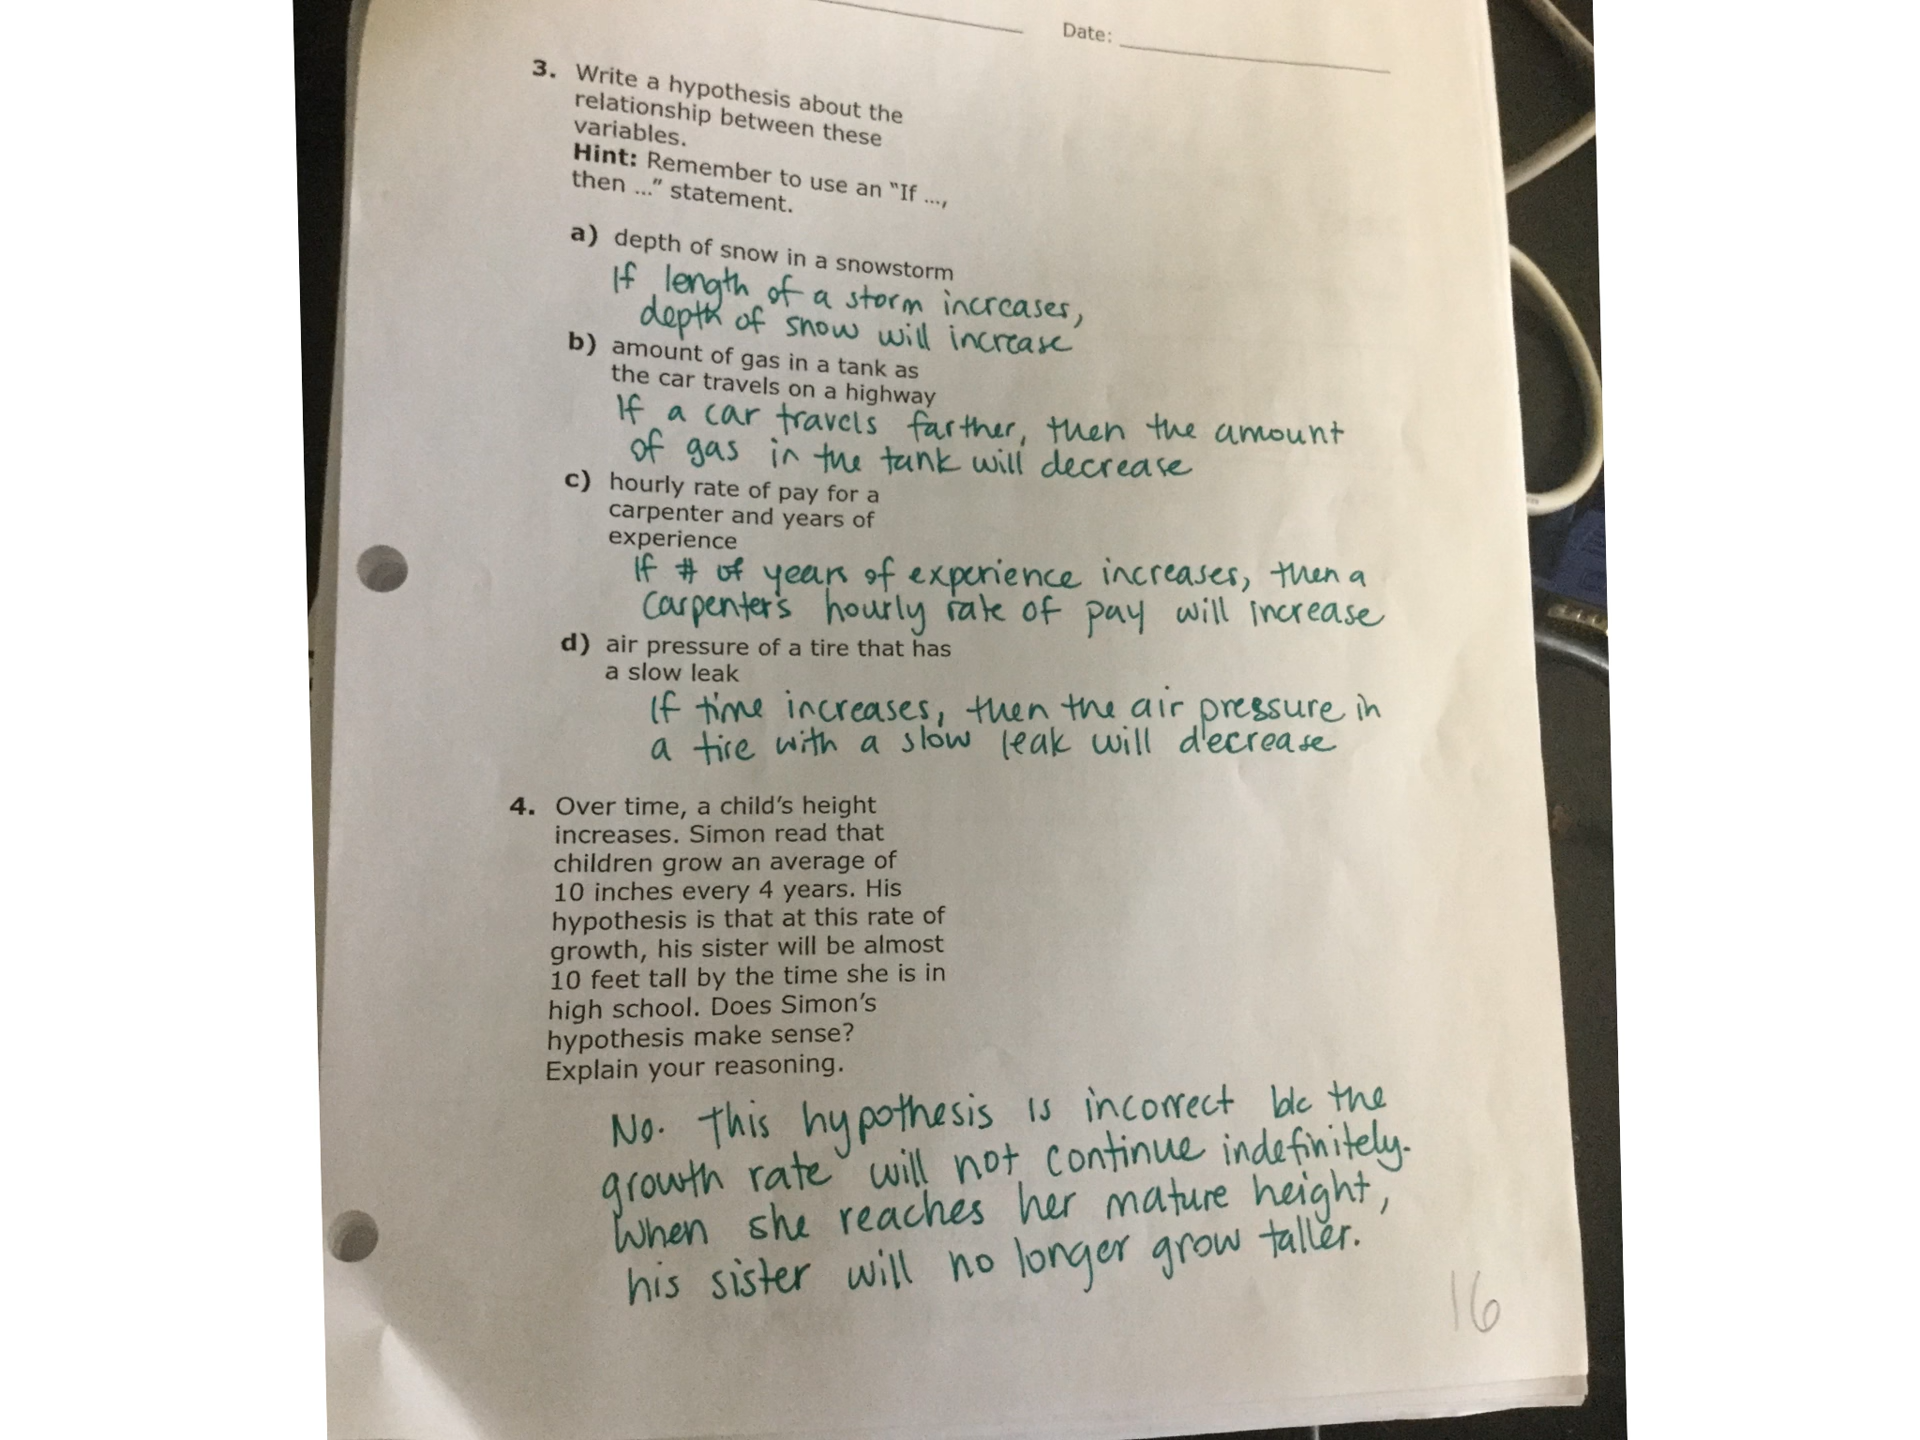 Date:
3. Write a hypothesis about the
relationship between these
variables.
Hint: Remember to use an “If ...,
then ...” statement.
a) depth of snow in a snowstorm
If length of a storm increases,
depth of snow will increase
b) amount of gas in a tank as
the car travels on a highway
If a car travels farther, then the amount
of gas in the tank will decrease
c) hourly rate of pay for a
carpenter and years of
experience
If # of years of experience increases, then a
carpenter's hourly rate of pay will increase
d) air pressure of a tire that has
a slow leak
If time increases, then the air pressure in
a tire with a slow leak will decrease
4. Over time, a child’s height
increases. Simon read that
children grow an average of
10 inches every 4 years. His
hypothesis is that at this rate of
growth, his sister will be almost
10 feet tall by the time she is in
high school. Does Simon’s
hypothesis make sense?
Explain your reasoning.
No. This hypothesis is incorrect b/c the
growth rate will not continue indefinitely.
When she reaches her mature height,
his sister will no longer grow taller.
16